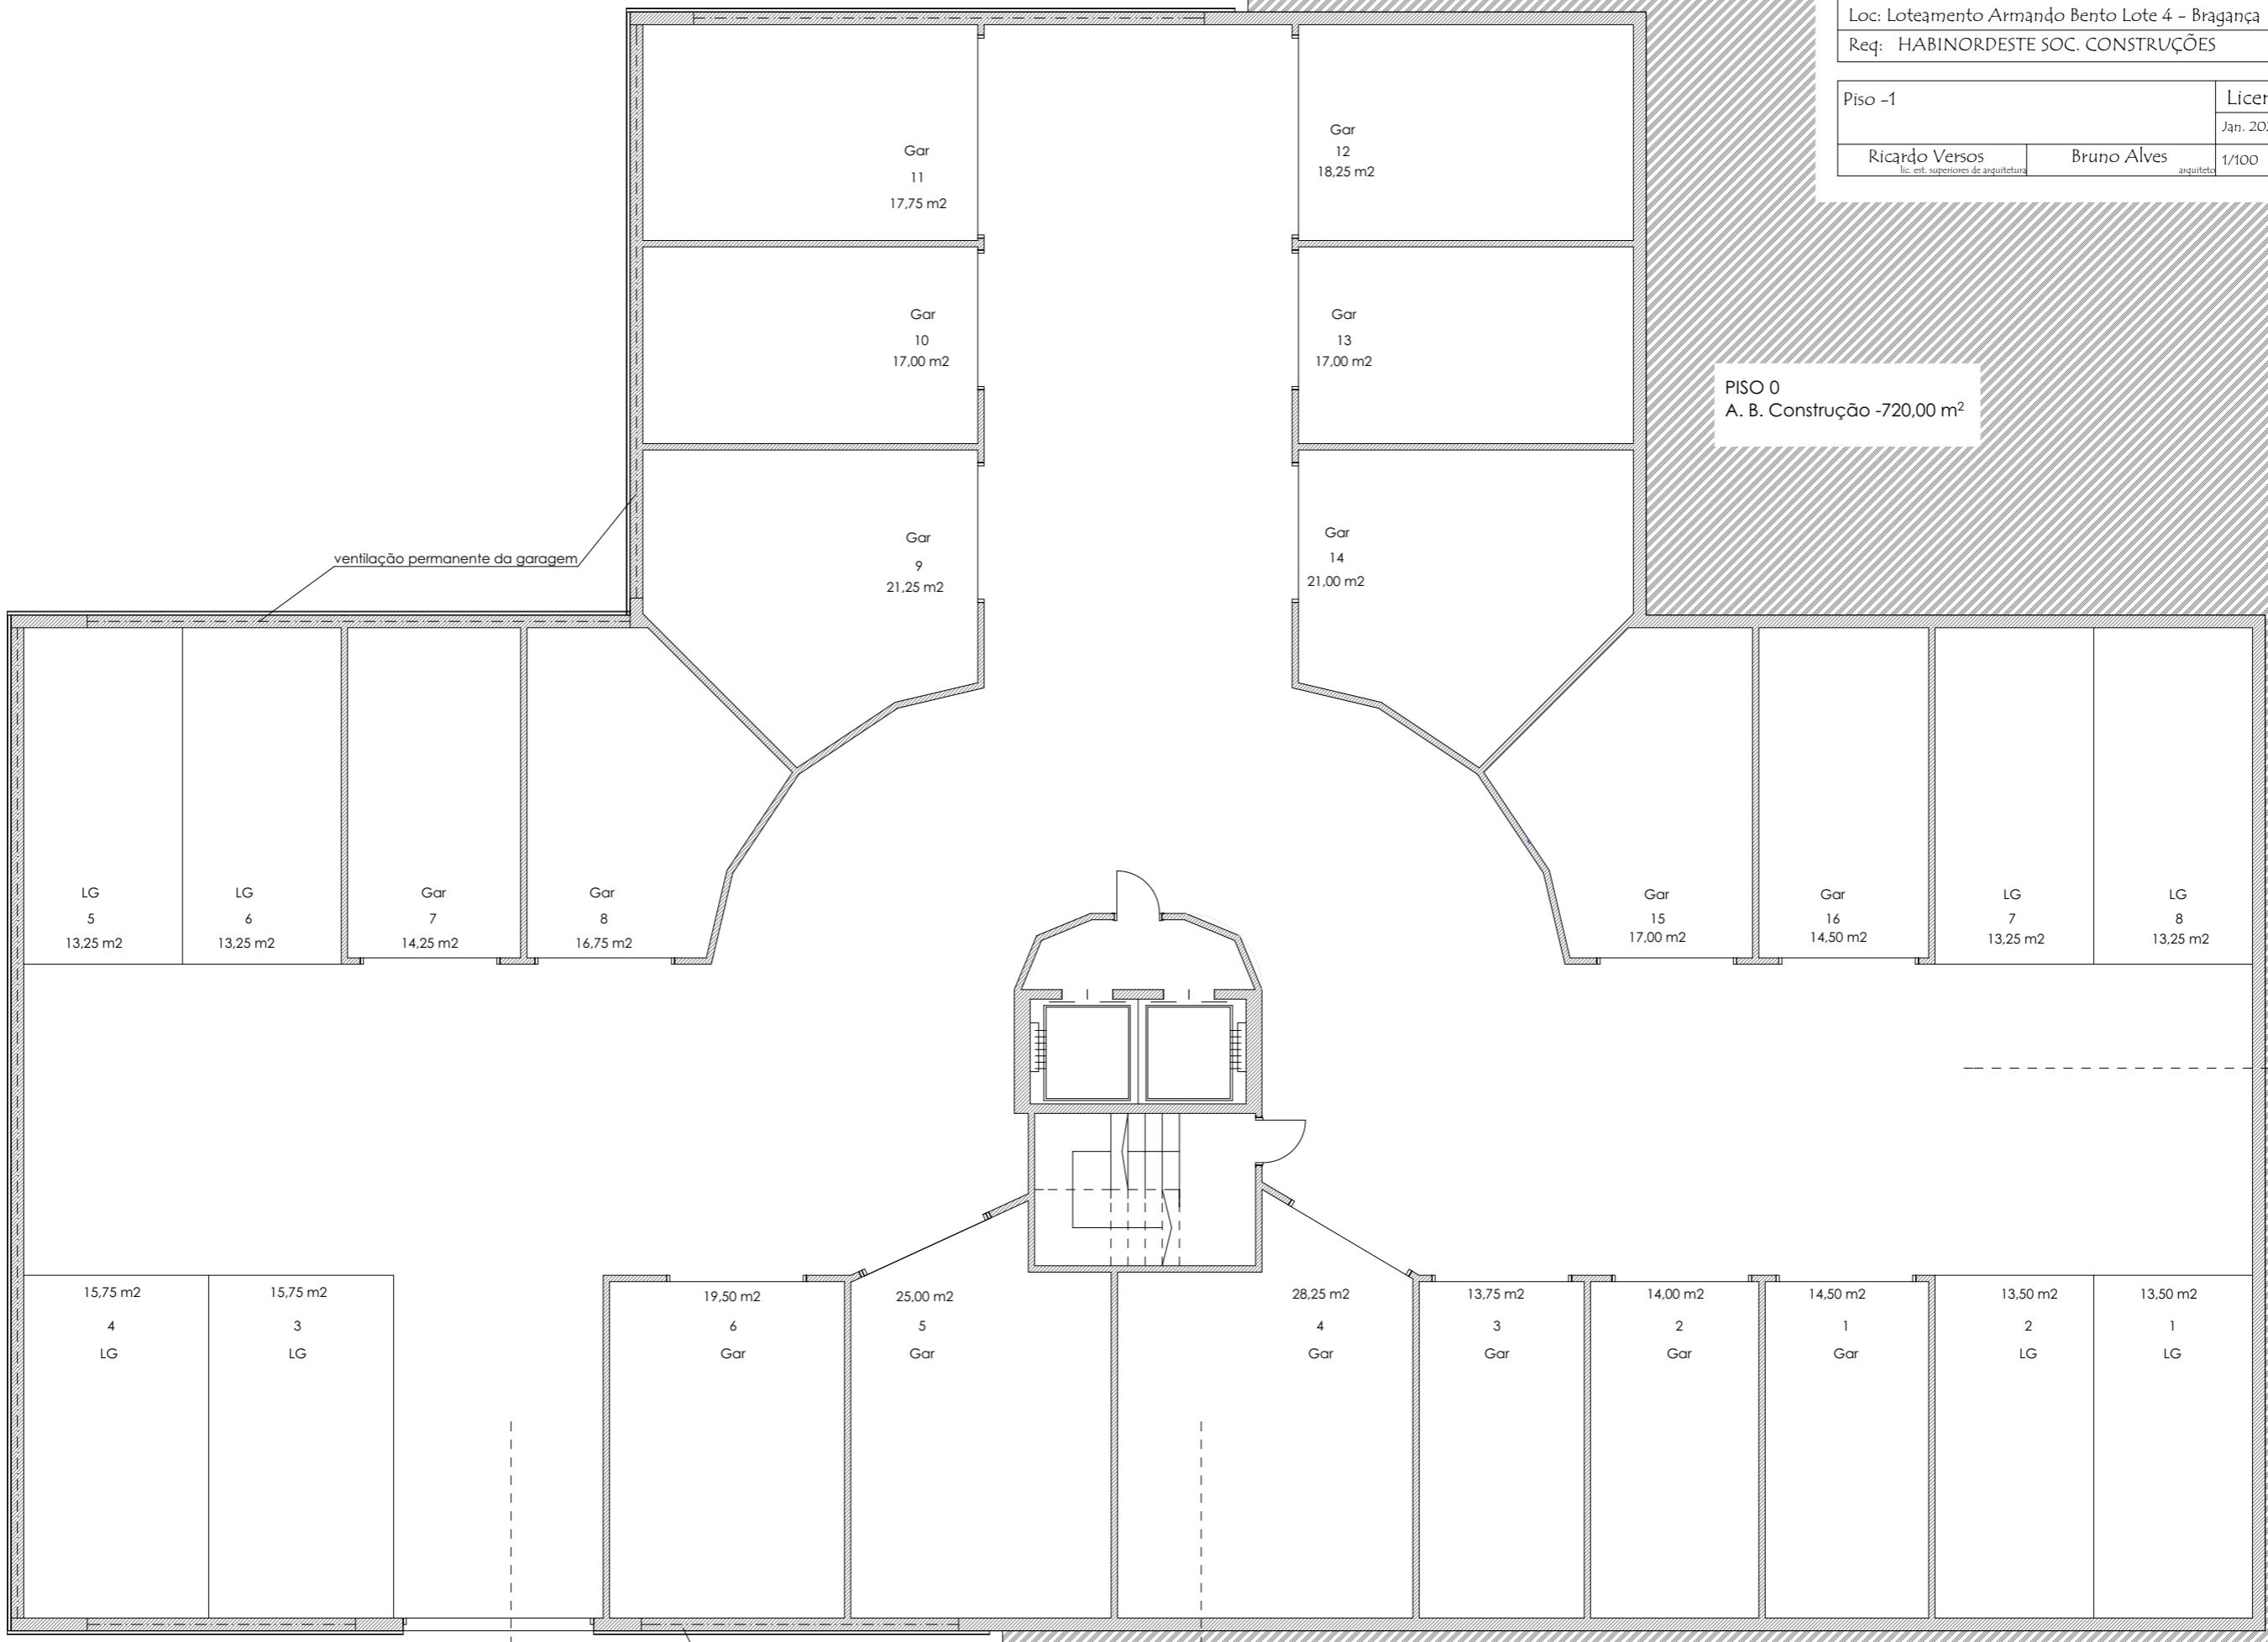 Loc: Loteamento Armando Bento Lote 4 - Bragança
Req: HABINORDESTE SOC. CONSTRUÇÕES
Piso -1
Jan.
Ricardo Versos
lic. est. superiores de arquitetura
Bruno Alves
arquiteto
1/100
Gar
11
17,75 m2
Gar
12
18,25 m2
Gar
10
17,00 m2
Gar
13
17,00 m2
PISO 0
A. B. Construção -720,00 m²
Gar
9
21,25 m2
Gar
14
21,00 m2
ventilação permanente da garagem
LG
5
13,25 m2
LG
6
13,25 m2
Gar
7
14,25 m2
Gar
8
16,75 m2
Gar
15
17,00 m2
Gar
16
14,50 m2
LG
7
13,25 m2
LG
8
13,25 m2
15,75 m2
4
LG
15,75 m2
3
LG
19,50 m2
6
Gar
25,00 m2
5
Gar
28,25 m2
4
Gar
13,75 m2
3
Gar
14,00 m2
2
Gar
14,50 m2
1
Gar
13,50 m2
2
LG
13,50 m2
1
LG